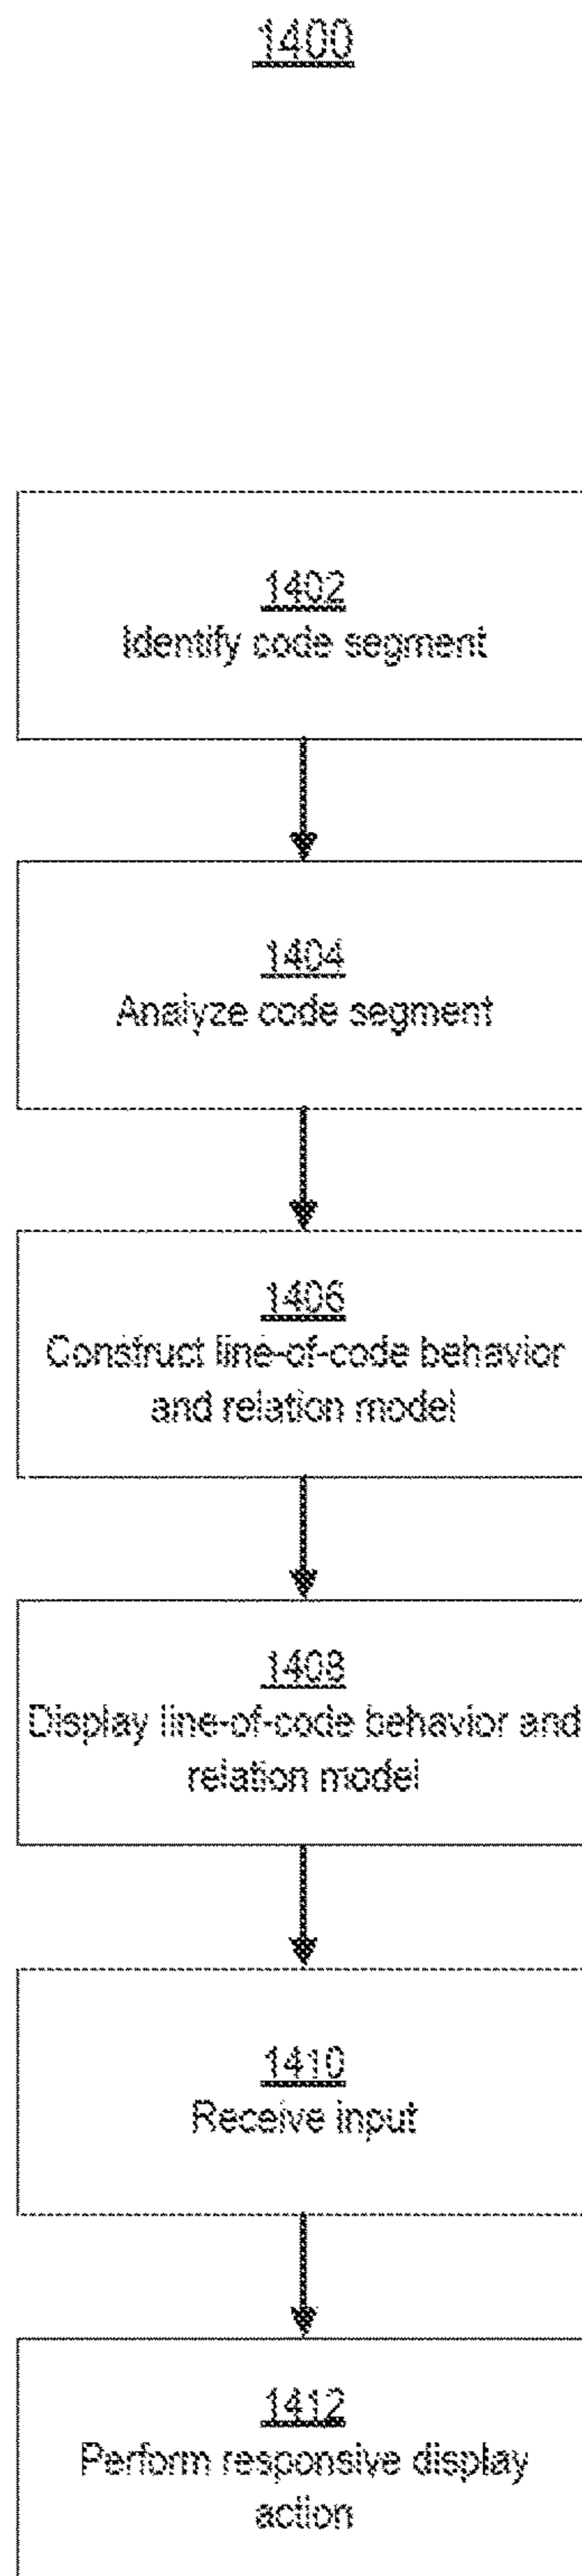 1400
1402
Identify code segment
1404
Analyze code segment
1406
Construct line-of-code behavior
and relation model
1408
Display line-of-code behavior and
relation model
1410
Receive input
1412
Perform responsive display
action